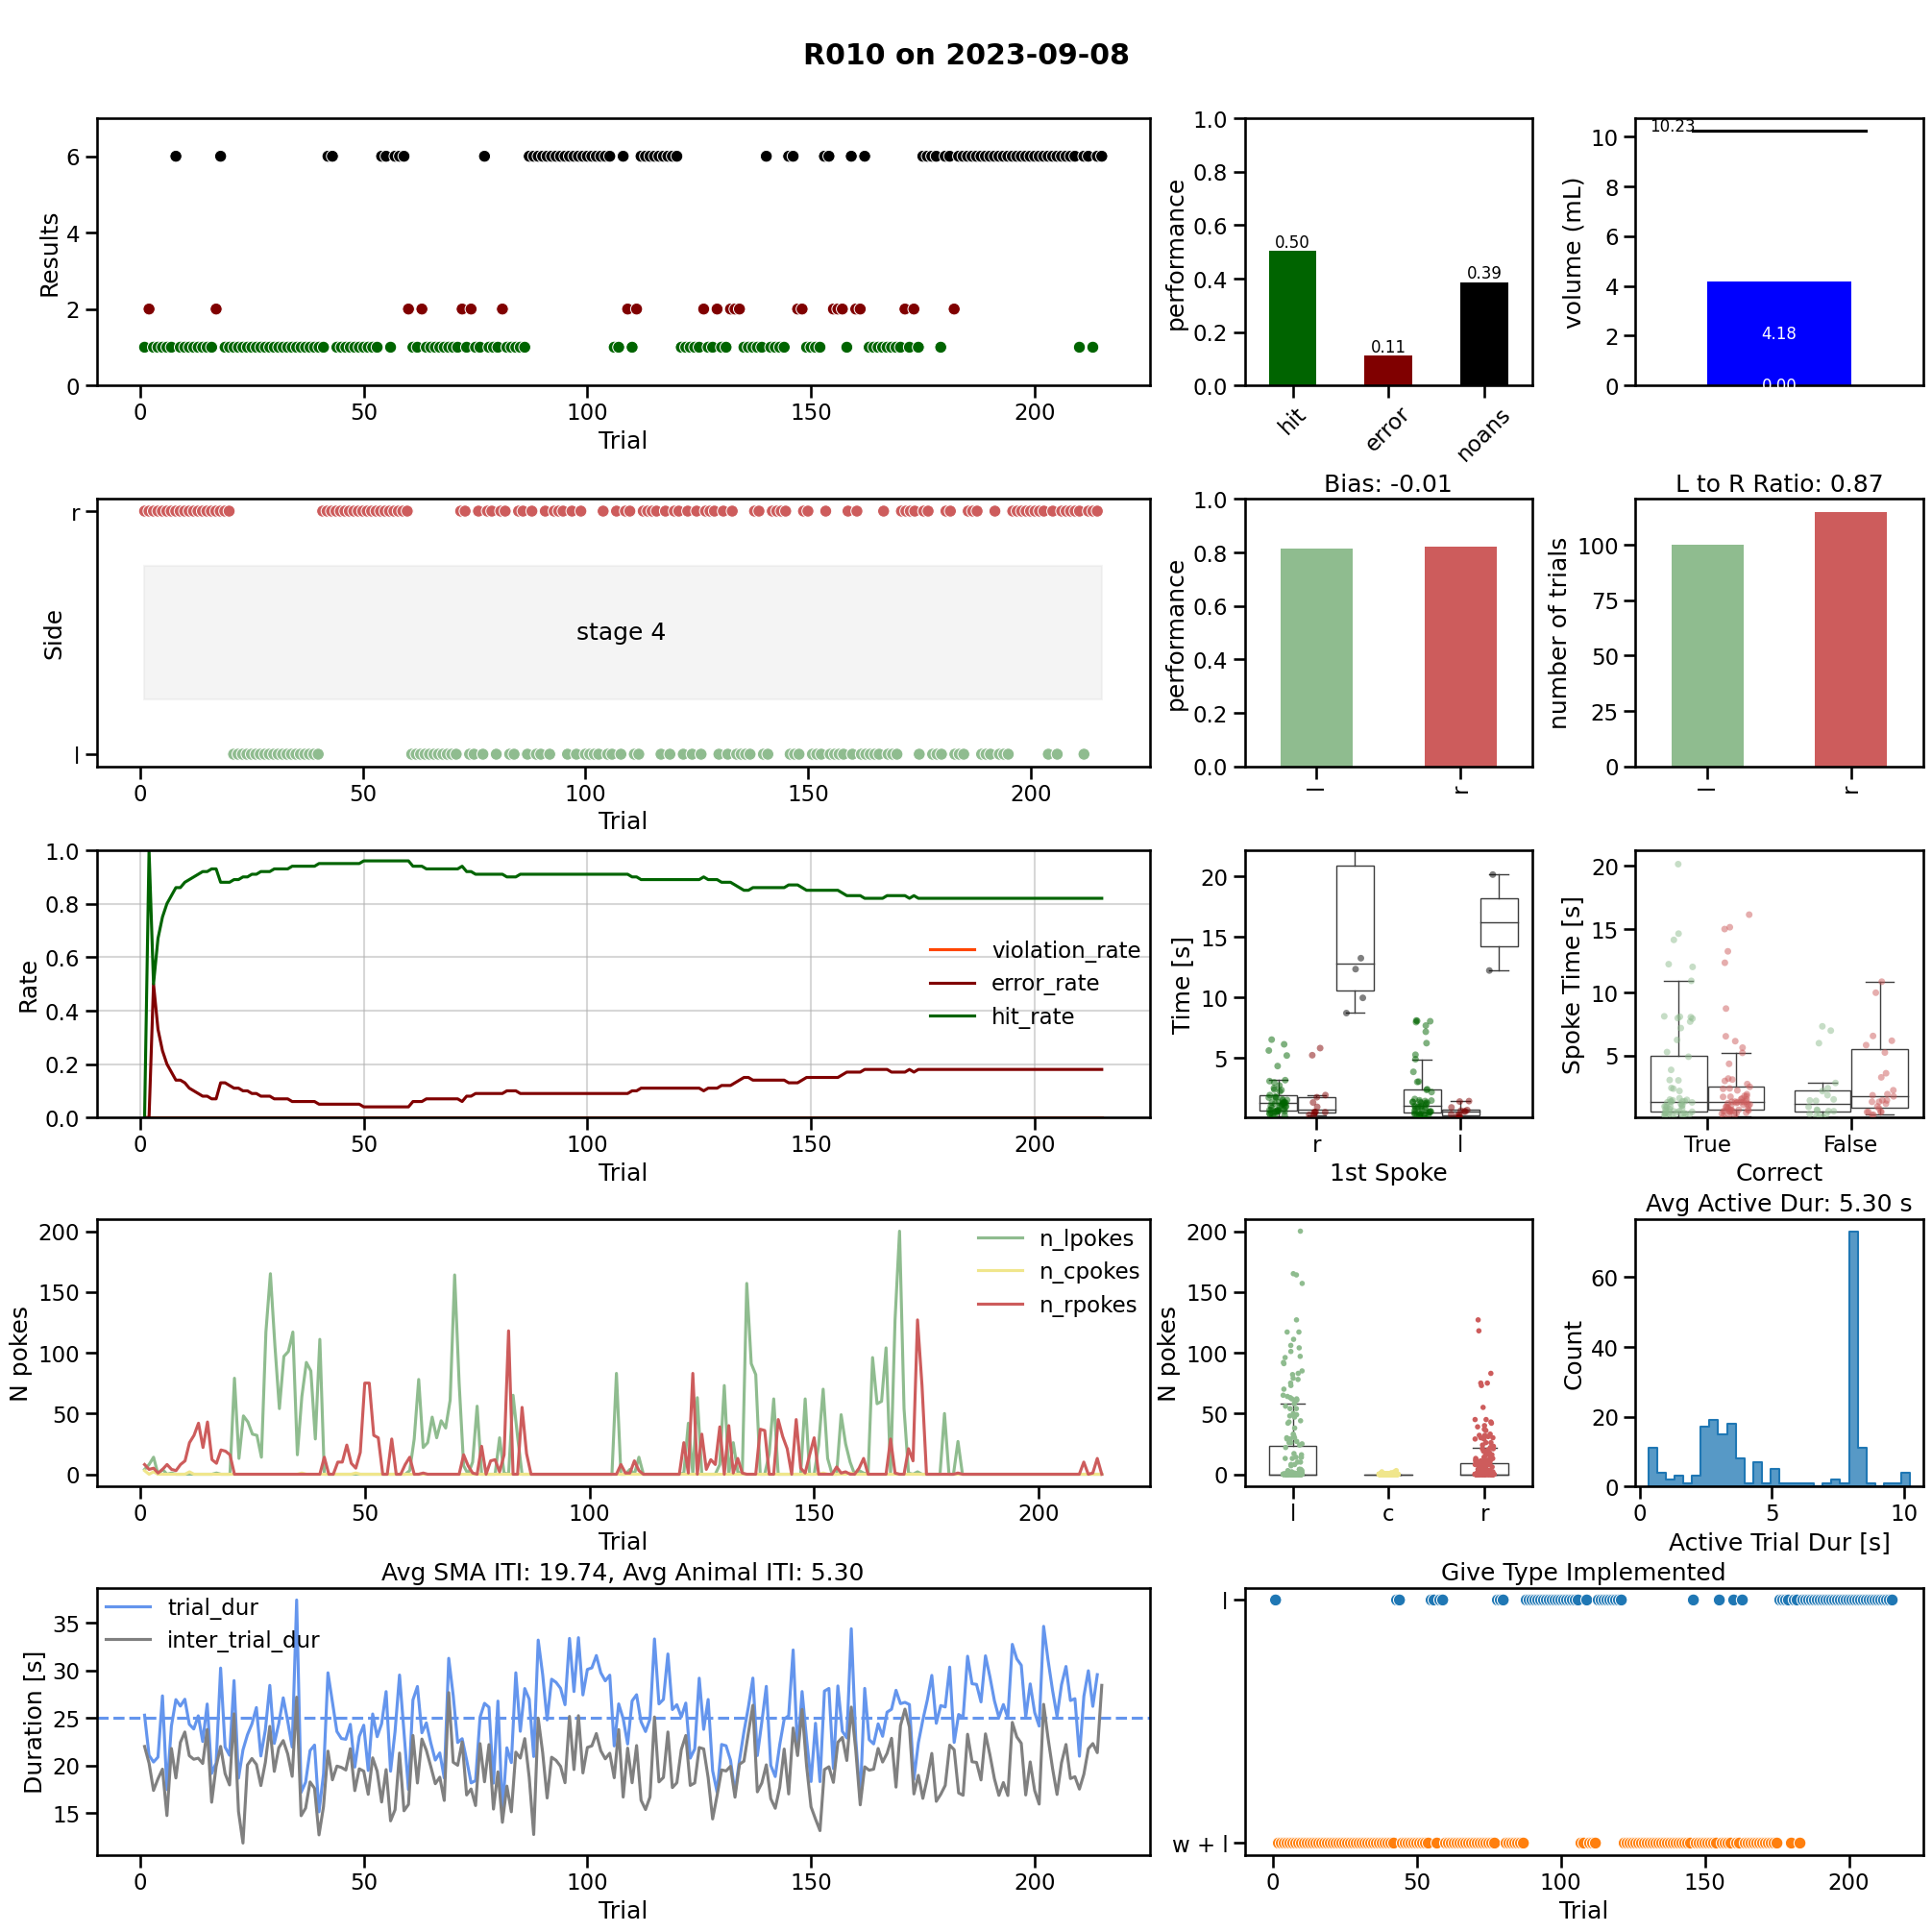 R010 on 2023-09-08
Results
6
4
2
0
0
50
100
150
200
Trial
performance
1.0
0.8
0.6
0.4
0.2
0.0
0.50
0.11
0.39
hit
error
noans
volume (mL)
10
8
6
4
2
0
10.23
4.18
0.00
Side
r
l
stage 4
0
50
100
150
200
Trial
Bias: -0.01
performance
1.0
0.8
0.6
0.4
0.2
0.0
l
r
L to R Ratio: 0.87
number of trials
100
75
50
25
0
l
r
Rate
1.0
0.8
0.6
0.4
0.2
0.0
violation_rate
error_rate
hit_rate
0
50
100
150
200
Trial
Time [s]
20
15
10
5
r
l
1st Spoke
Spoke Time [s]
20
15
10
5
True
False
Correct
N pokes
200
150
100
50
0
n_lpokes
n_cpokes
n_rpokes
0
50
100
150
200
Trial
N pokes
200
150
100
50
0
l
c
r
Avg Active Dur: 5.30 s
Count
60
40
20
0
0
5
10
Active Trial Dur [s]
Avg SMA ITI: 19.74, Avg Animal ITI: 5.30
Duration [s]
35
30
25
20
15
trial_dur
inter_trial_dur
0
50
100
150
200
Trial
Give Type Implemented
l
w + l
0
50
100
150
200
Trial